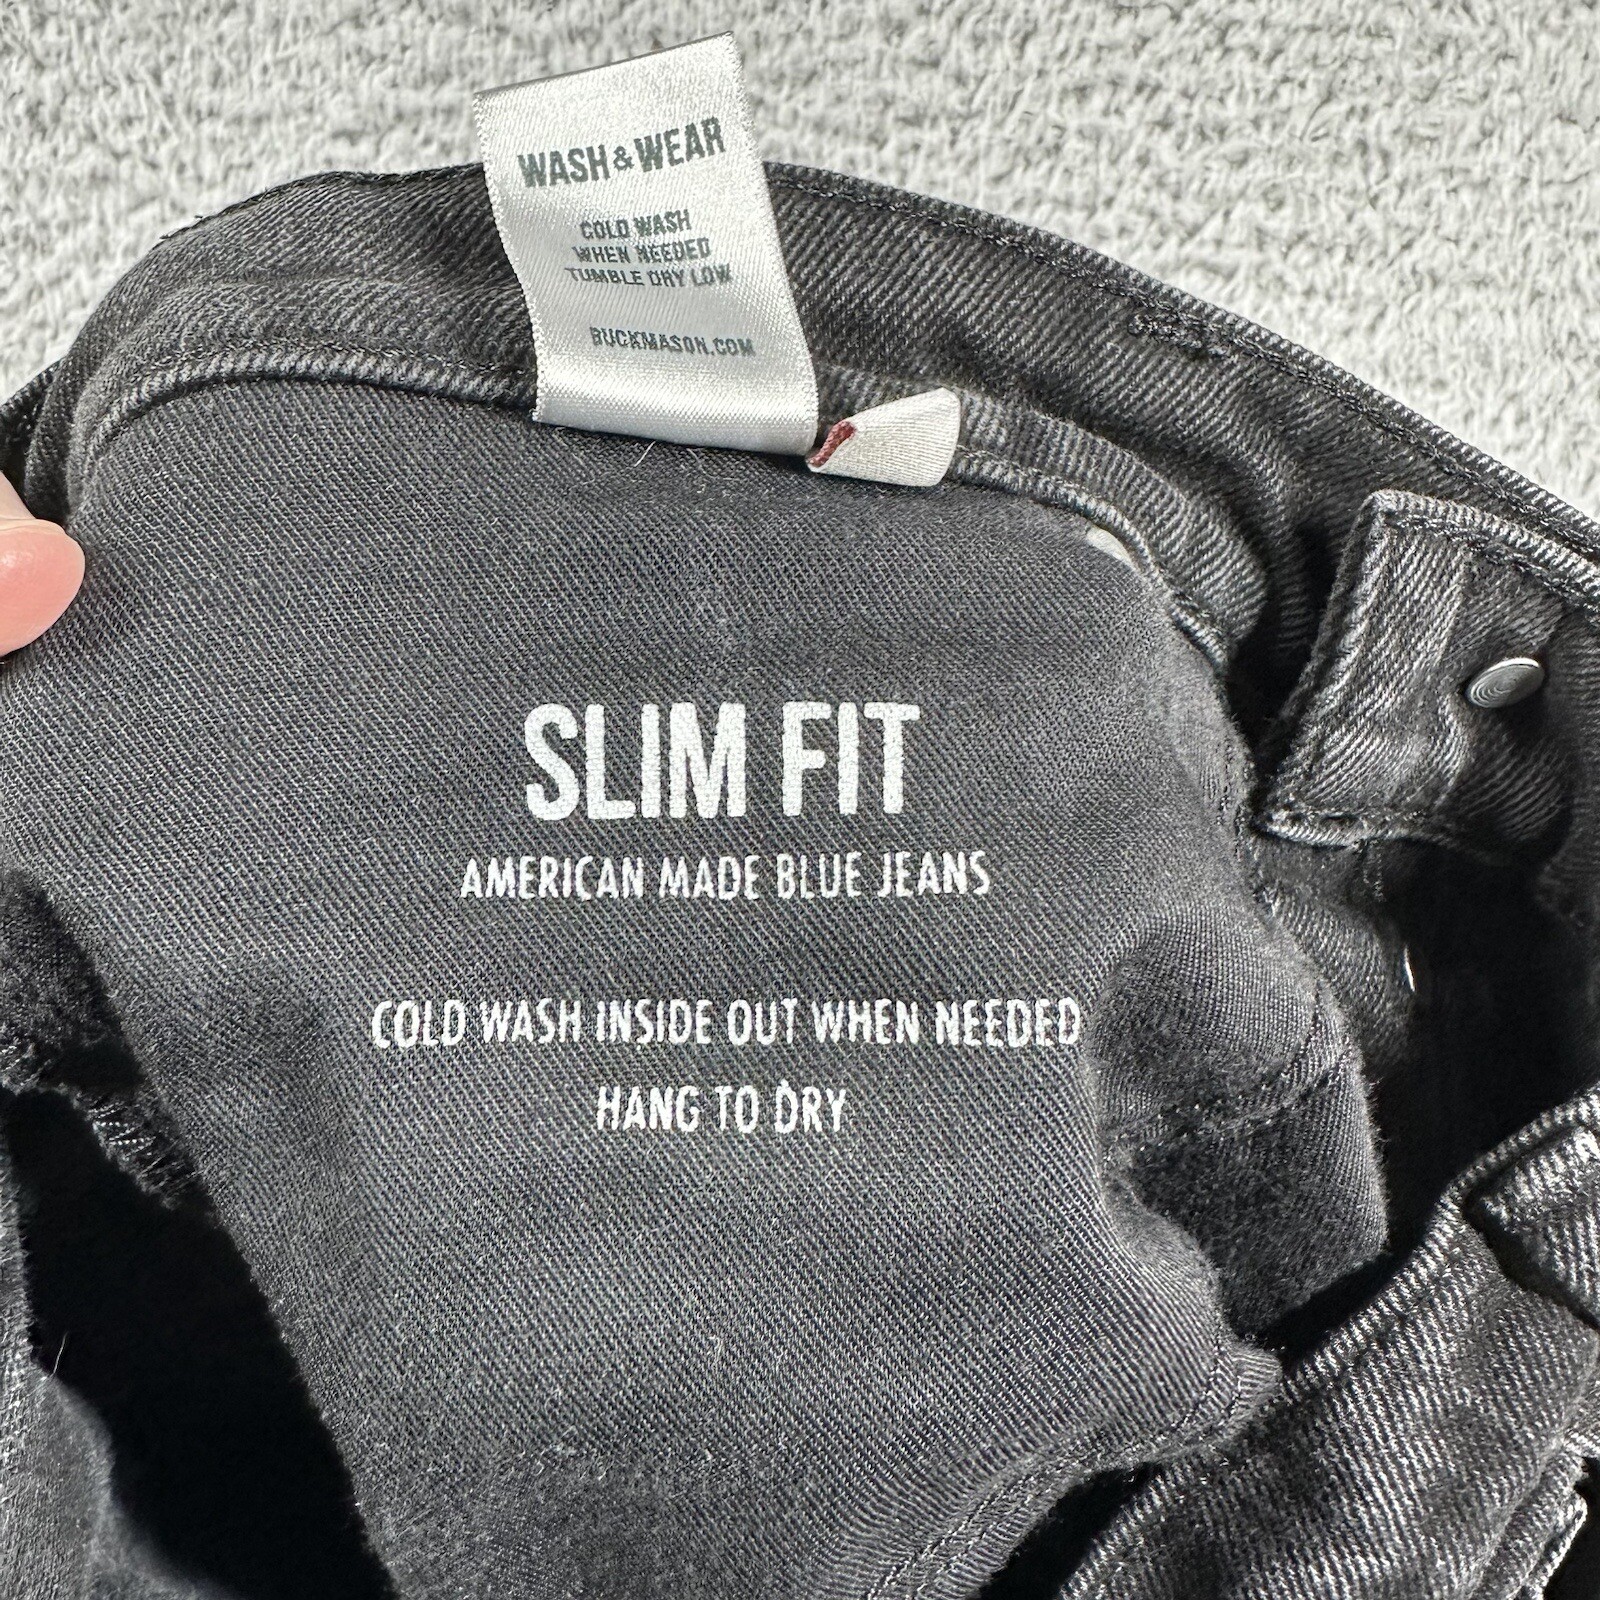 WASH & WEAR
COLD WASH
WHEN NEEDED
TUMBLE DRY LOW
BUCKMASON.COM
SLIM FIT
AMERICAN MADE BLUE JEANS
COLD WASH INSIDE OUT WHEN NEEDED
HANG TO DRY